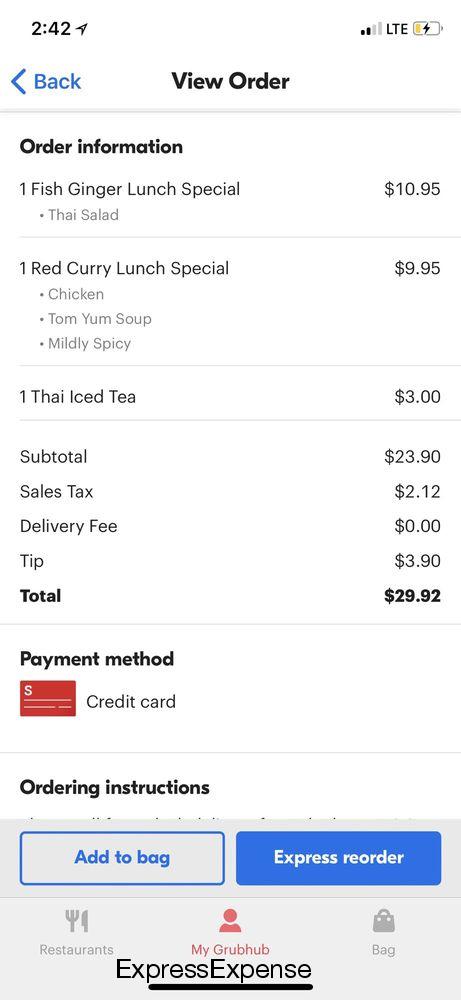 2:42
LTE
Back
View Order
Order information
1 Fish Ginger Lunch Special $10.95
• Thai Salad
1 Red Curry Lunch Special $9.95
• Chicken
• Tom Yum Soup
• Mildly Spicy
1 Thai Iced Tea $3.00
Subtotal $23.90
Sales Tax $2.12
Delivery Fee $0.00
Tip $3.90
Total $29.92
Payment method
S
Credit card
Ordering instructions
Add to bag
Express reorder
Restaurants
My Grubhub
Bag
ExpressExpense